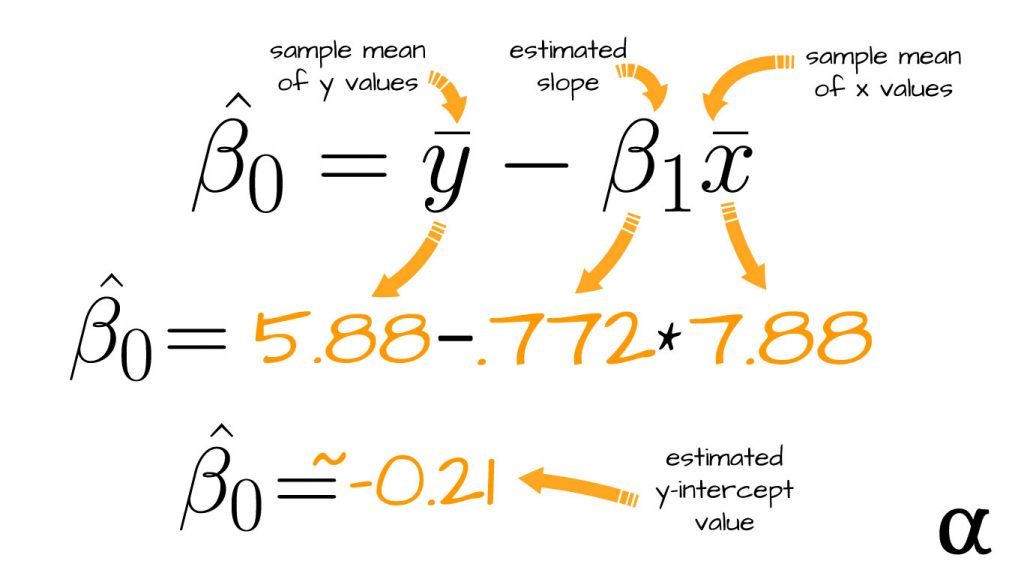 sample mean
of y values
estimated
slope
sample mean
of x values
β̂₀ = ȳ − β₁x̄
β̂₀ = 5.88-.772*7.88
β̂₀ = ~-0.21
estimated
y-intercept
value
α